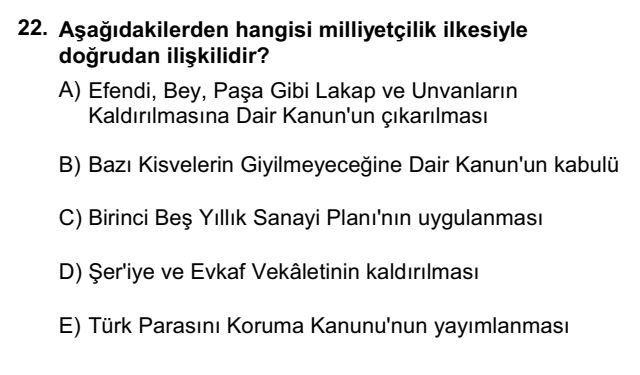 22. Aşağıdakilerden hangisi milliyetçilik ilkesiyle
doğrudan ilişkilidir?
A) Efendi, Bey, Paşa Gibi Lakap ve Unvanların
Kaldırılmasına Dair Kanun'un çıkarılması
B) Bazı Kisvelerin Giyilmeyeceğine Dair Kanun'un kabulü
C) Birinci Beş Yıllık Sanayi Planı'nın uygulanması
D) Şer'iye ve Evkaf Vekâletinin kaldırılması
E) Türk Parasını Koruma Kanunu'nun yayımlanması